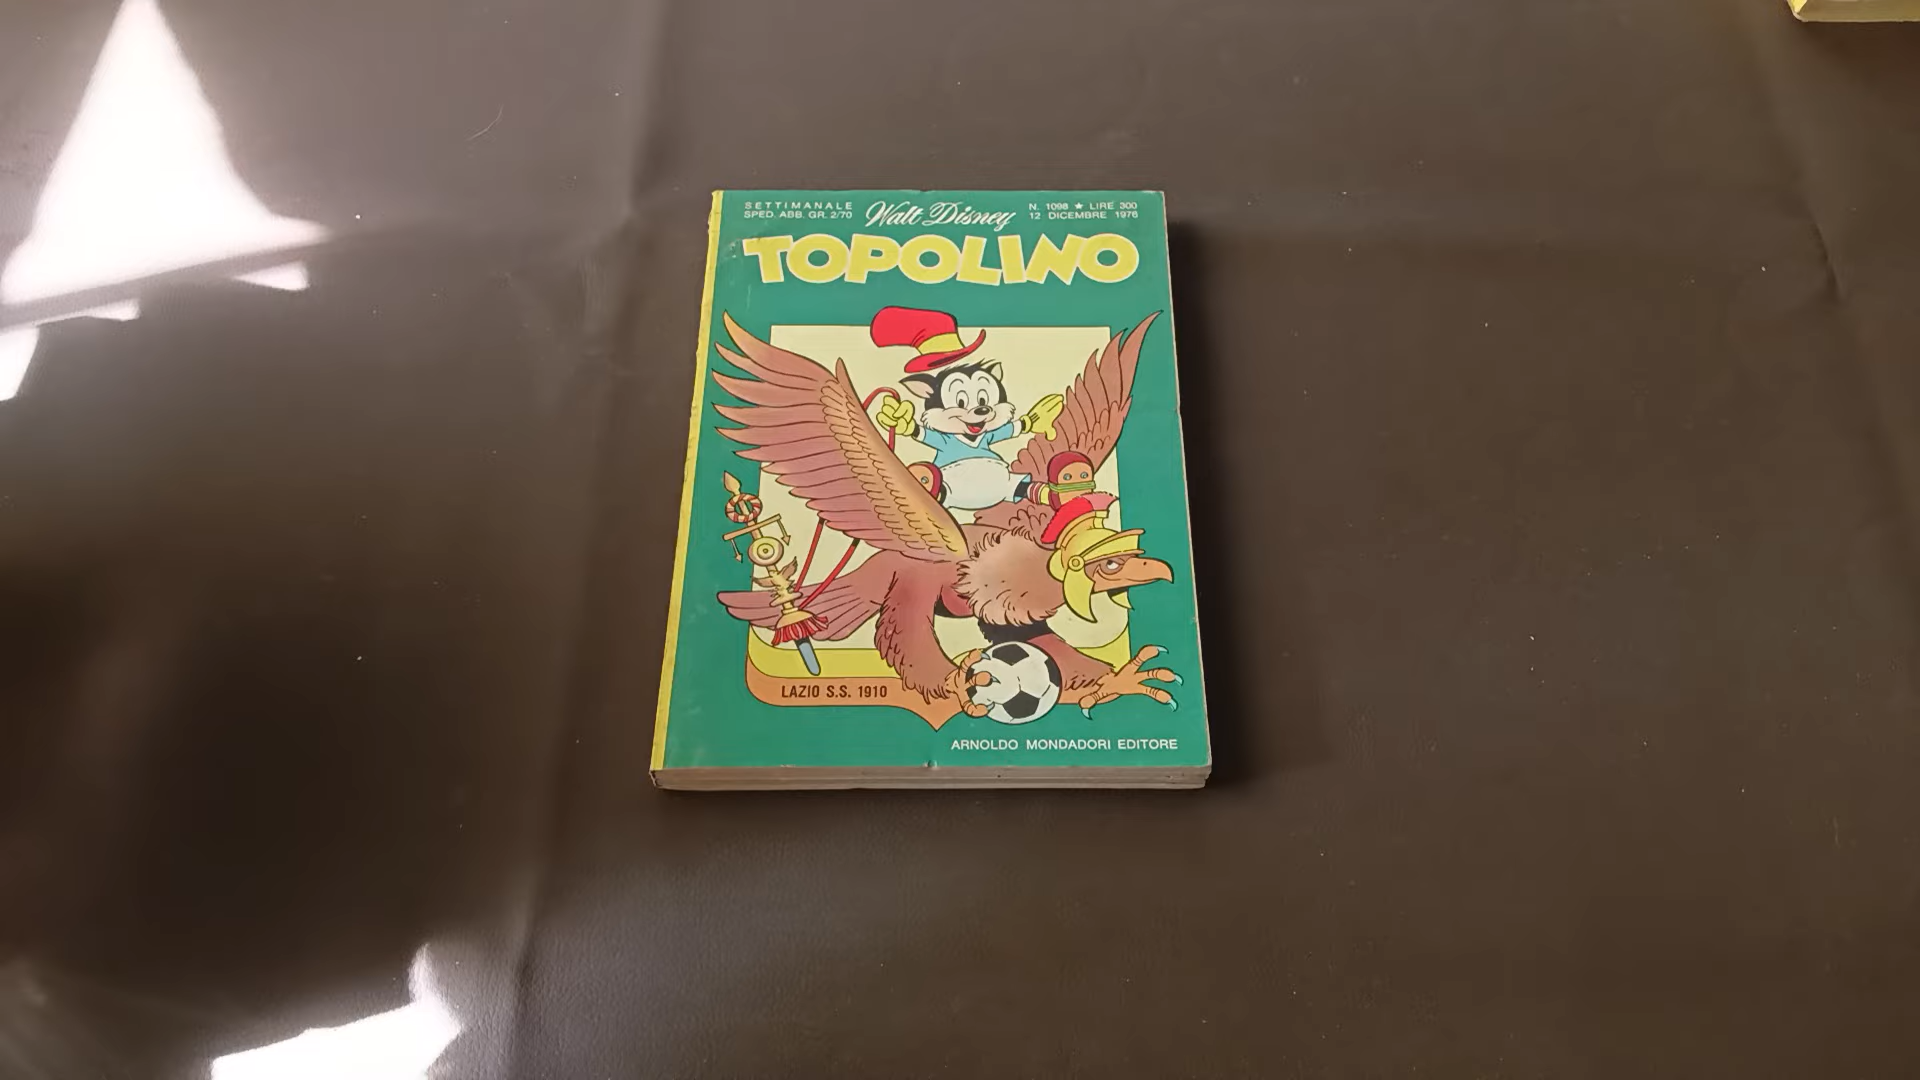 SETTIMANALE
SPED. ABB. GR. 2/70
Walt Disney
N. 1098 ★ LIRE 300
12 DICEMBRE 1976
TOPOLINO
LAZIO S.S. 1910
ARNOLDO MONDADORI EDITORE